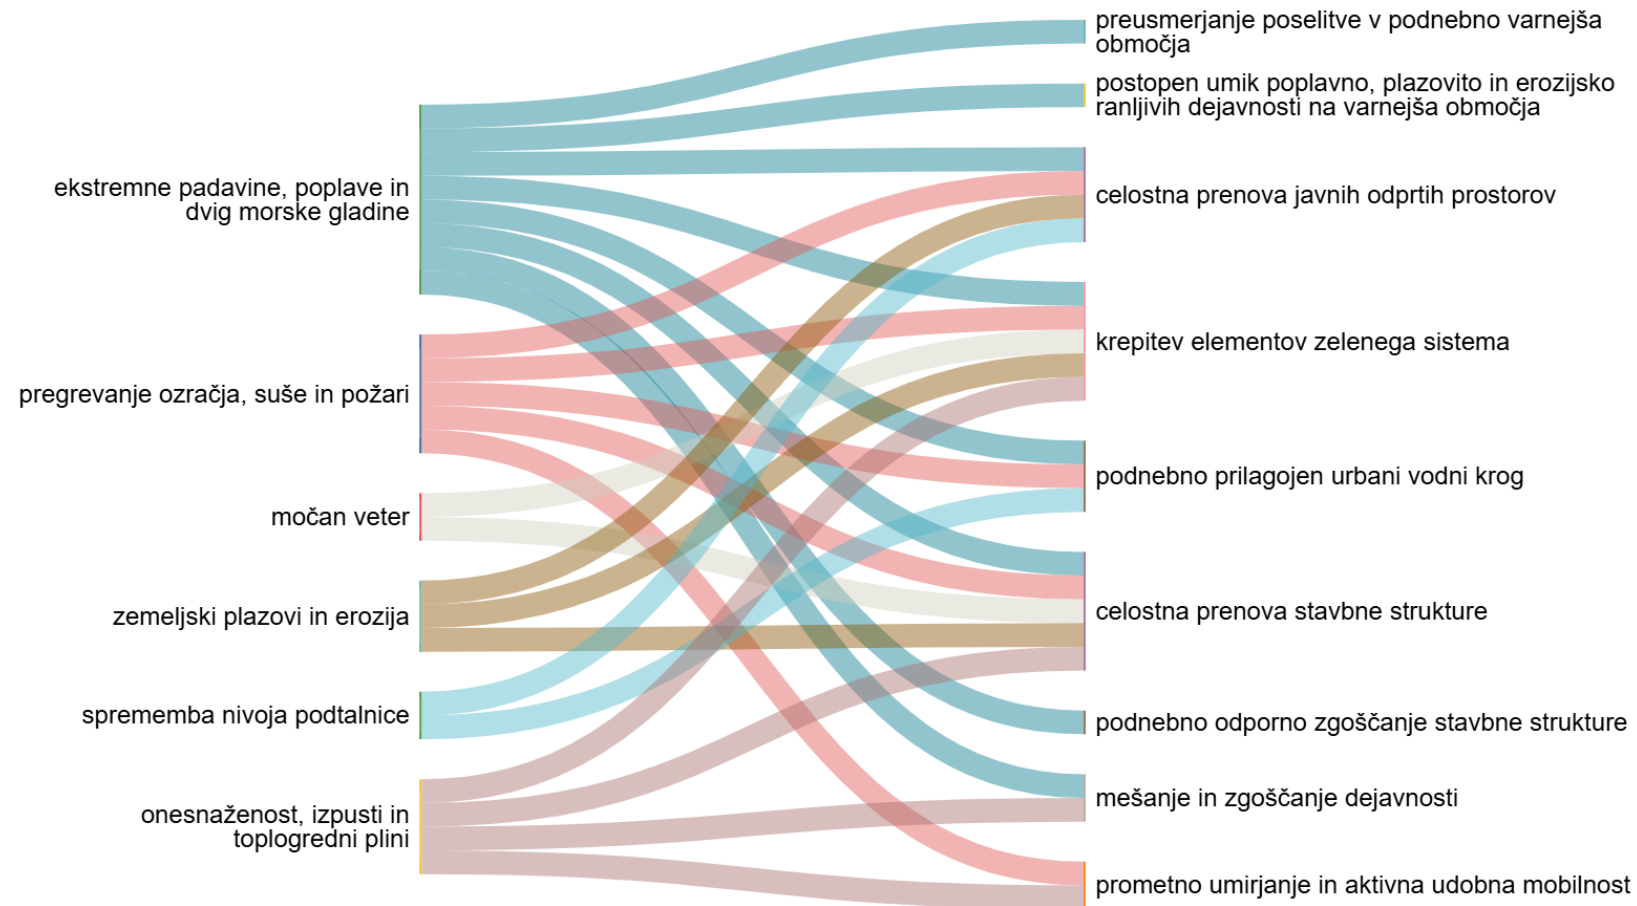 ekstremne padavine, poplave in
dvig morske gladine
pregrevanje ozračja, suše in požari
močan veter
zemeljski plazovi in erozija
sprememba nivoja podtalnice
onesnaženost, izpusti in
toplogredni plini
preusmerjanje poselitve v podnebno varnejša
območja
postopen umik poplavno, plazovito in erozijsko
ranljivih dejavnosti na varnejša območja
celostna prenova javnih odprtih prostorov
krepitev elementov zelenega sistema
podnebno prilagojen urbani vodni krog
celostna prenova stavbne strukture
podnebno odporno zgoščanje stavbne strukture
mešanje in zgoščanje dejavnosti
prometno umirjanje in aktivna udobna mobilnost